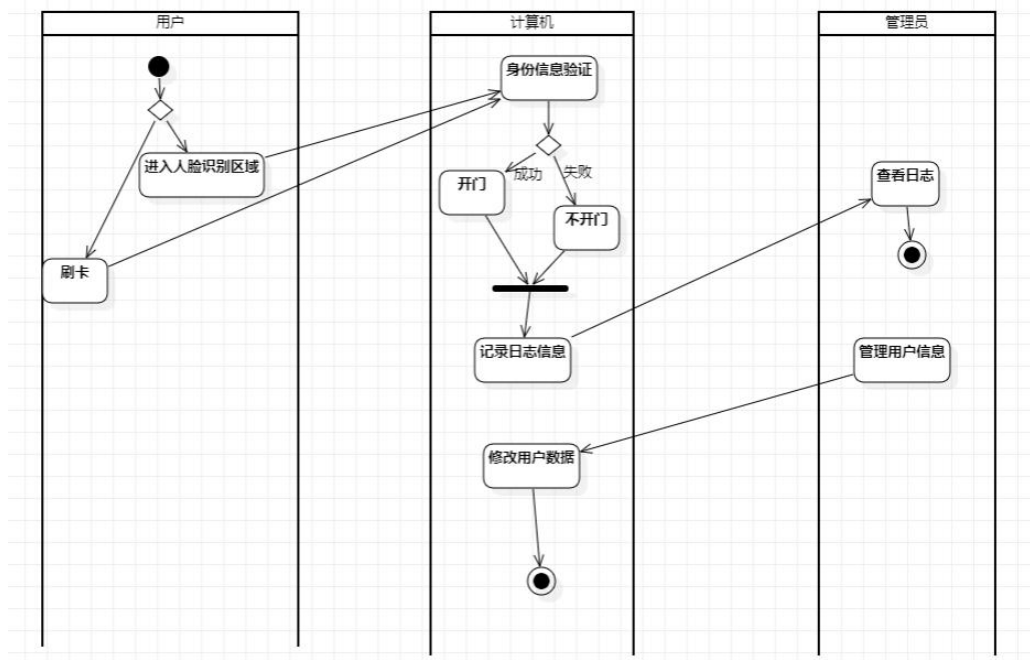 用户
计算机
管理员
身份信息验证
进入人脸识别区域
成功
失败
开门
查看日志
不开门
刷卡
记录日志信息
管理用户信息
修改用户数据